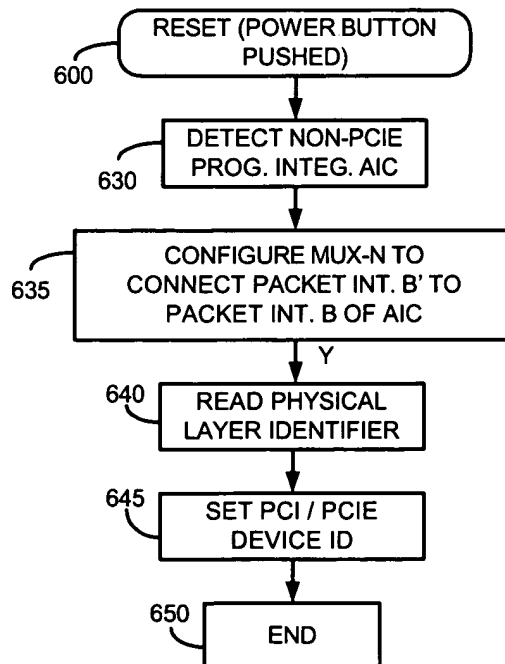 RESET (POWER BUTTON
PUSHED)
600
DETECT NON-PCIE
PROG. INTEG. AIC
630
CONFIGURE MUX-N TO
CONNECT PACKET INT. B' TO
PACKET INT. B OF AIC
635
Y
640
READ PHYSICAL
LAYER IDENTIFIER
645
SET PCI / PCIE
DEVICE ID
650
END